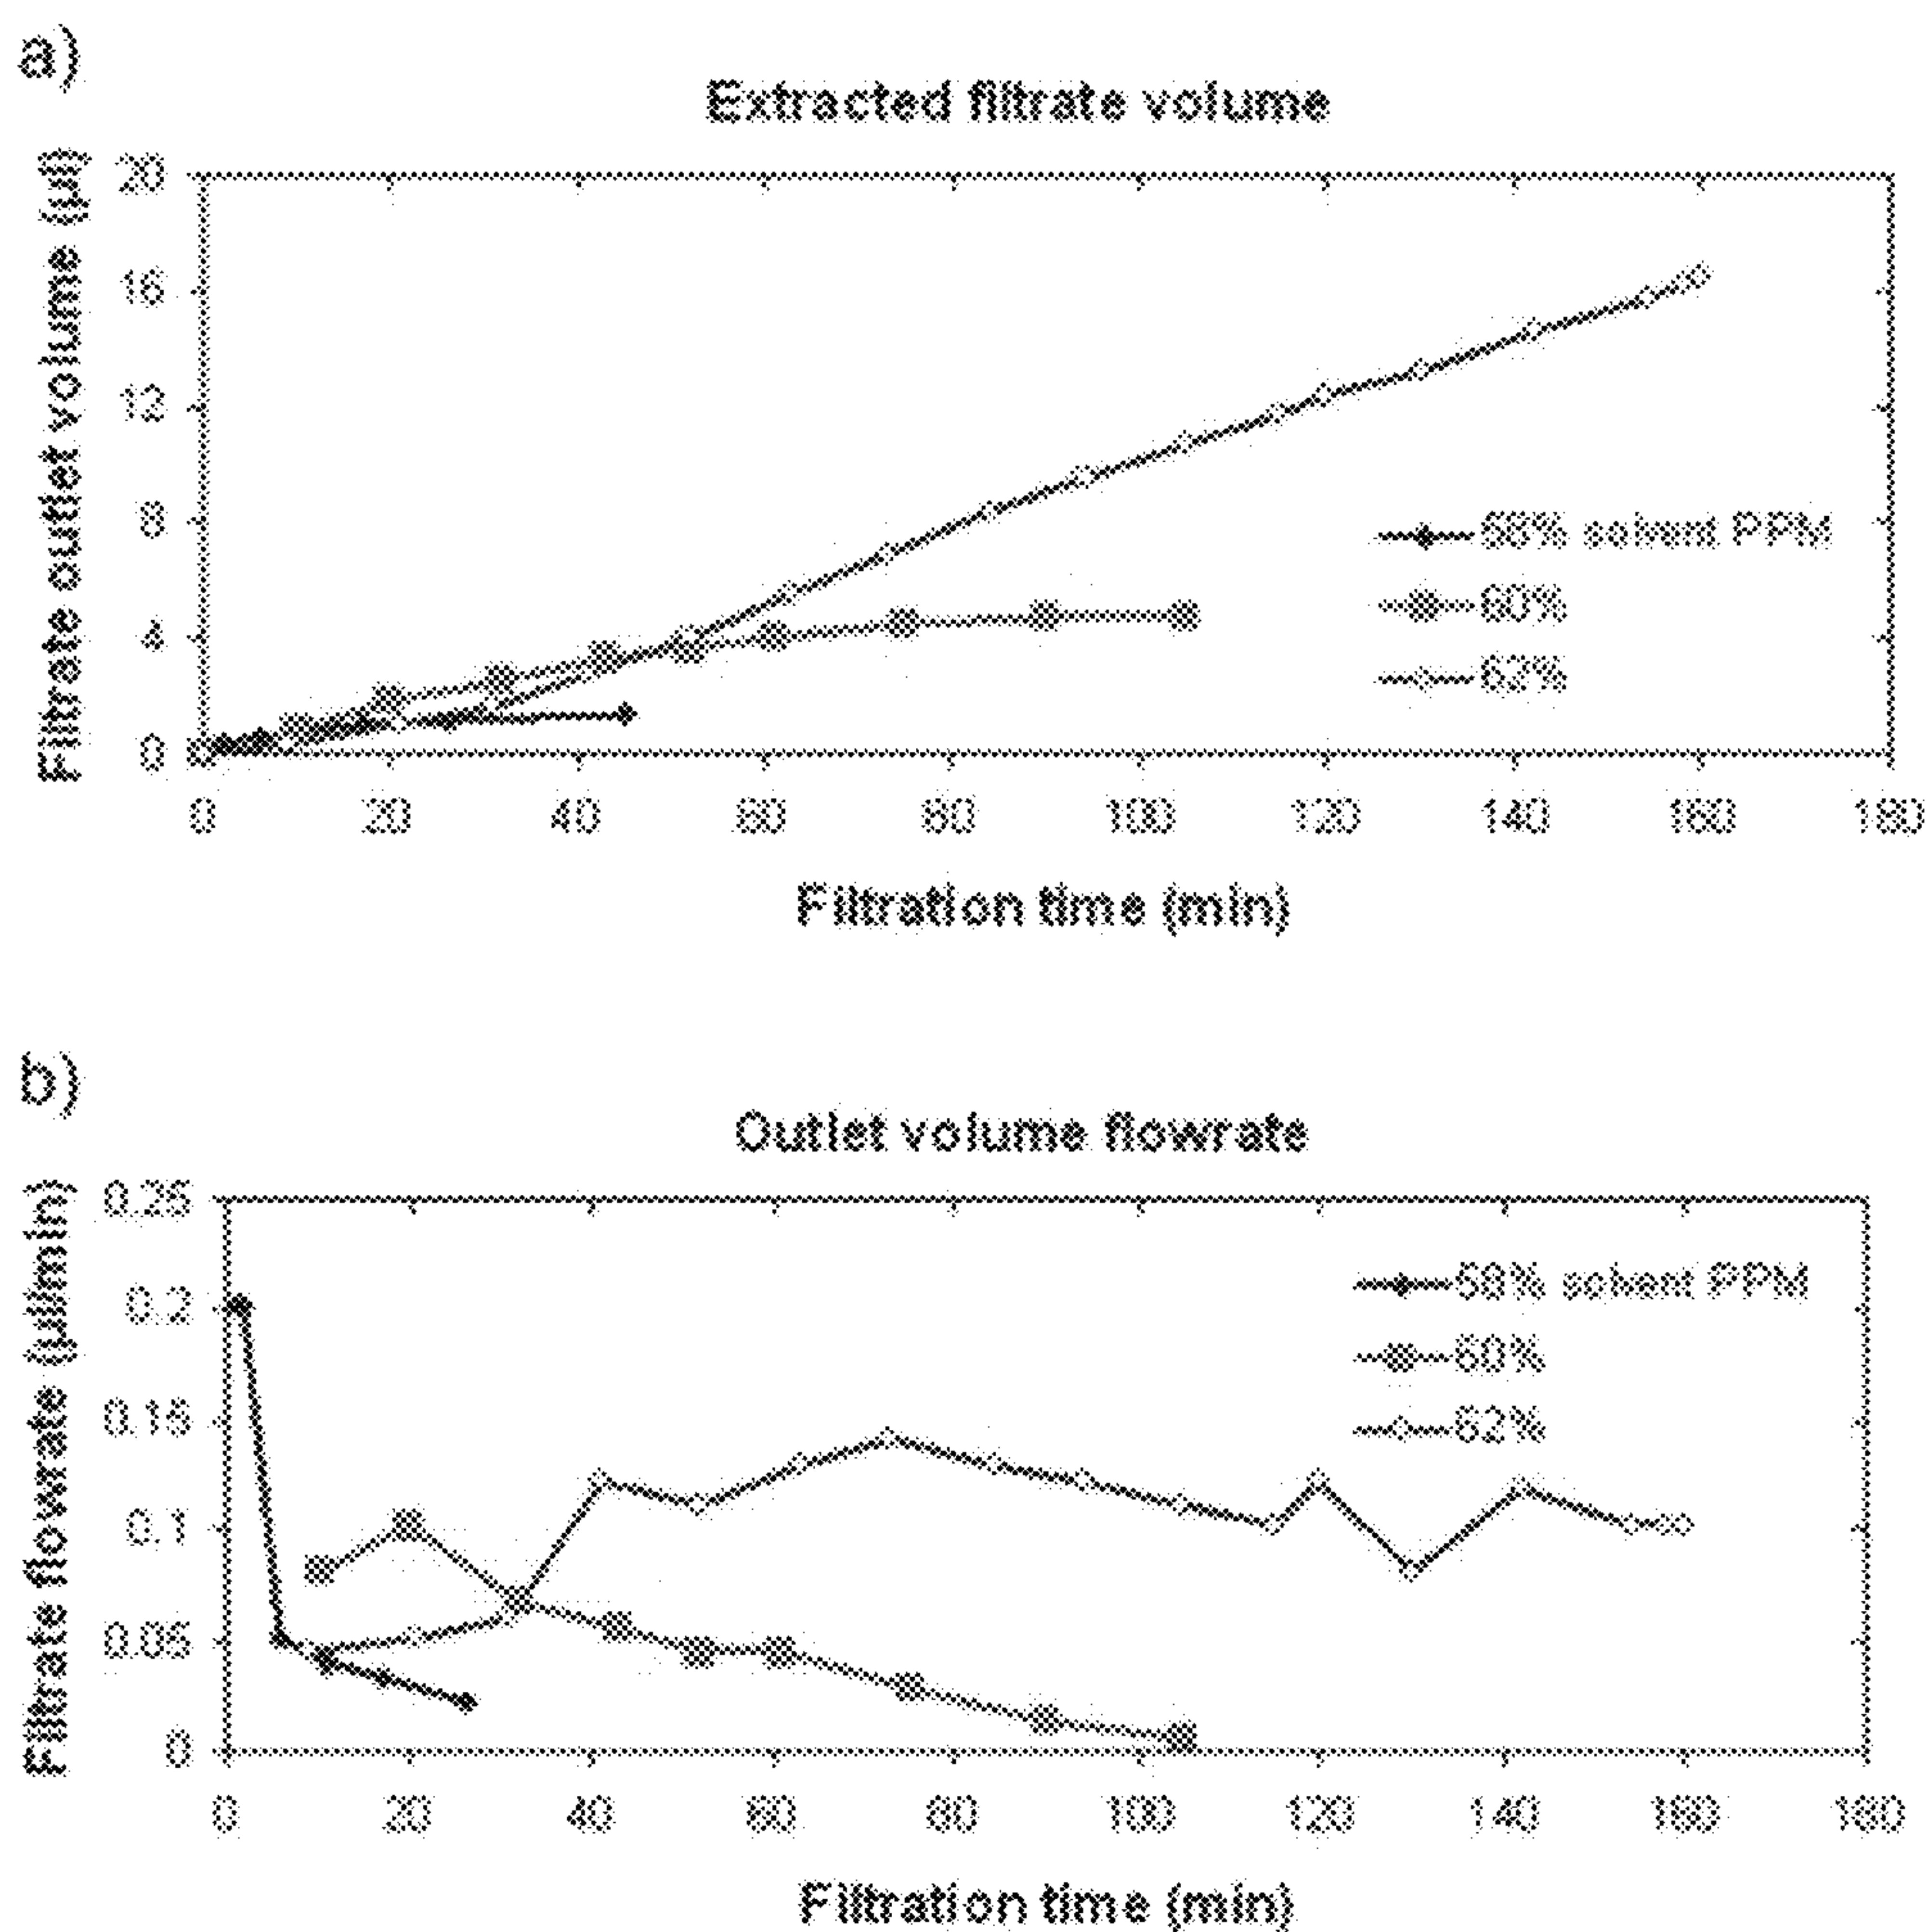 a)
Extracted filtrate volume
Filtrate outlet volume (µl)
20
16
12
8
4
0
0 20 40 60 80 100 120 140 160 180
Filtration time (min)
58% solvent PPM
60%
62%
b)
Outlet volume flowrate
Filtrate flowrate (µl/min)
0.25
0.2
0.15
0.1
0.05
0
0 20 40 60 80 100 120 140 160 180
Filtration time (min)
58% solvent PPM
60%
62%